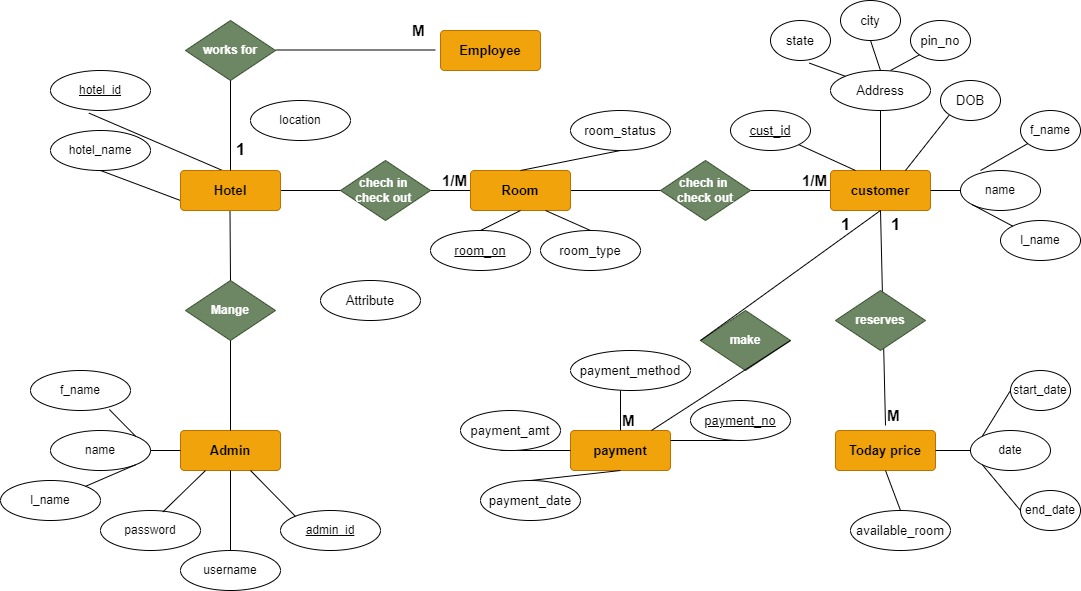 works for
M
Employee
state
city
pin_no
Address
DOB
hotel_id
location
hotel_name
1
room_status
cust_id
f_name
Hotel
chech in
check out
1/M
Room
chech in
check out
1/M
customer
name
l_name
room_on
room_type
1
1
Mange
Attribute
make
reserves
f_name
payment_method
start_date
name
payment_amt
M
payment_no
M
Admin
payment
Today price
date
l_name
password
admin_id
payment_date
available_room
end_date
username